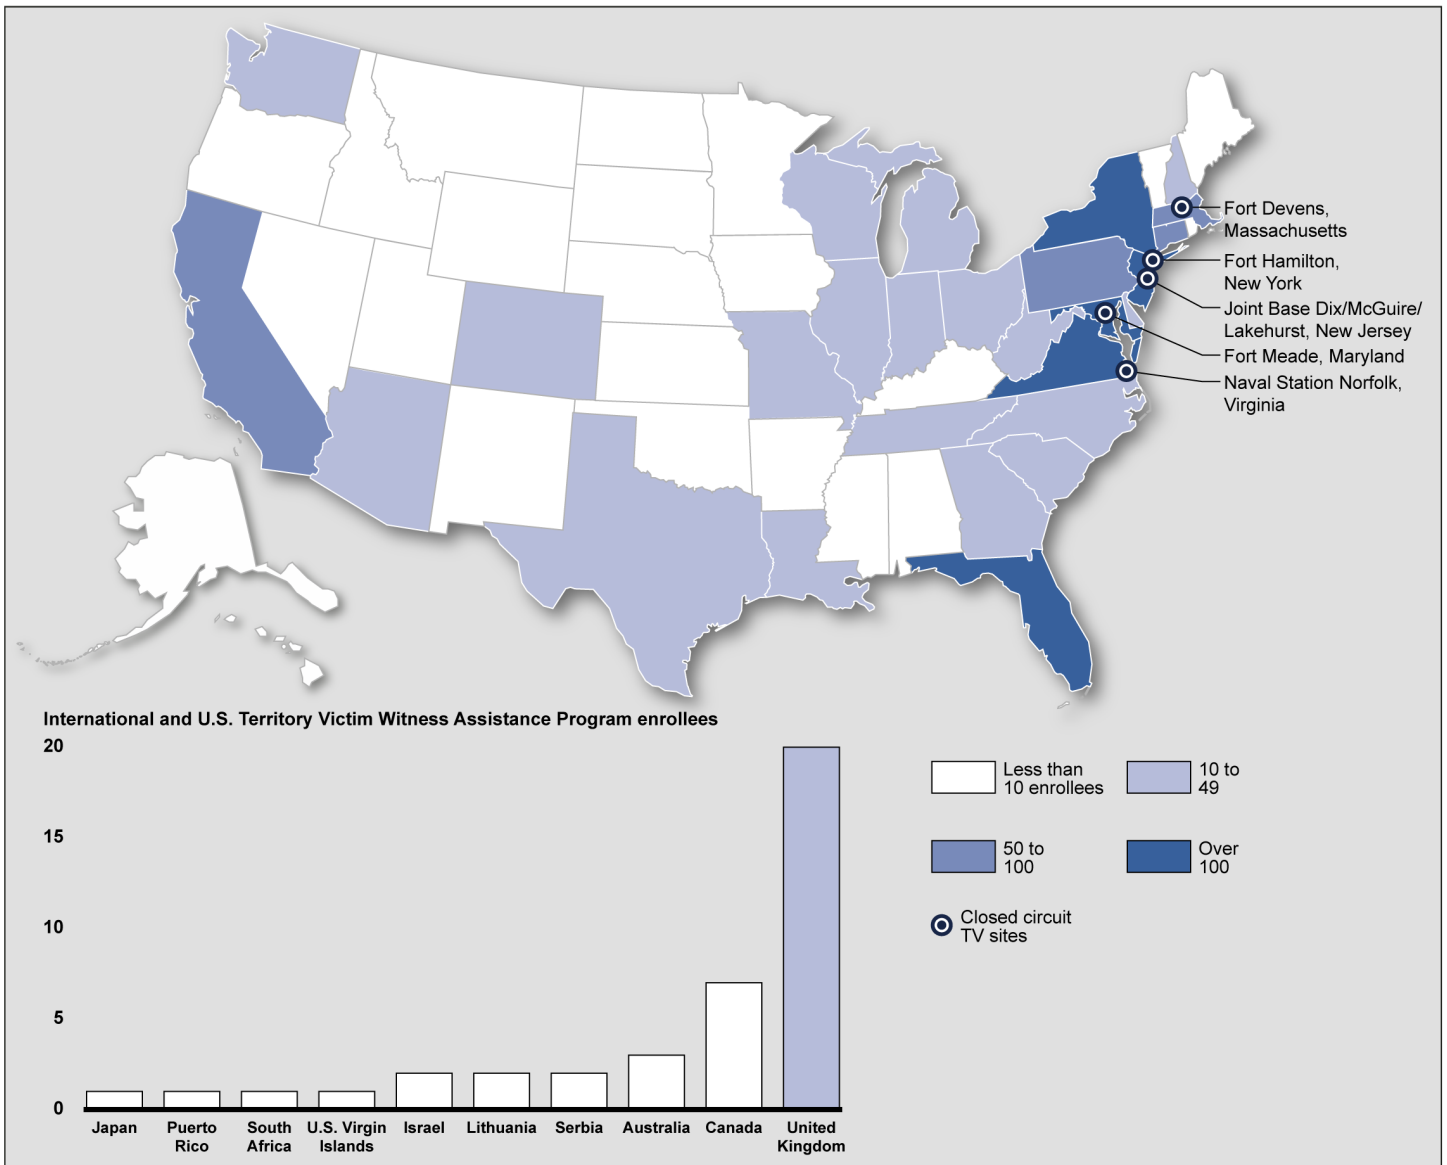 Fort Devens,
Massachusetts
Fort Hamilton,
New York
Joint Base Dix/McGuire/
Lakehurst, New Jersey
Fort Meade, Maryland
Naval Station Norfolk,
Virginia
International and U.S. Territory Victim Witness Assistance Program enrollees
20
15
10
5
0
Japan
Puerto
Rico
South
Africa
U.S. Virgin
Islands
Israel
Lithuania
Serbia
Australia
Canada
United
Kingdom
Less than
10 enrollees
10 to
49
50 to
100
Over
100
Closed circuit
TV sites